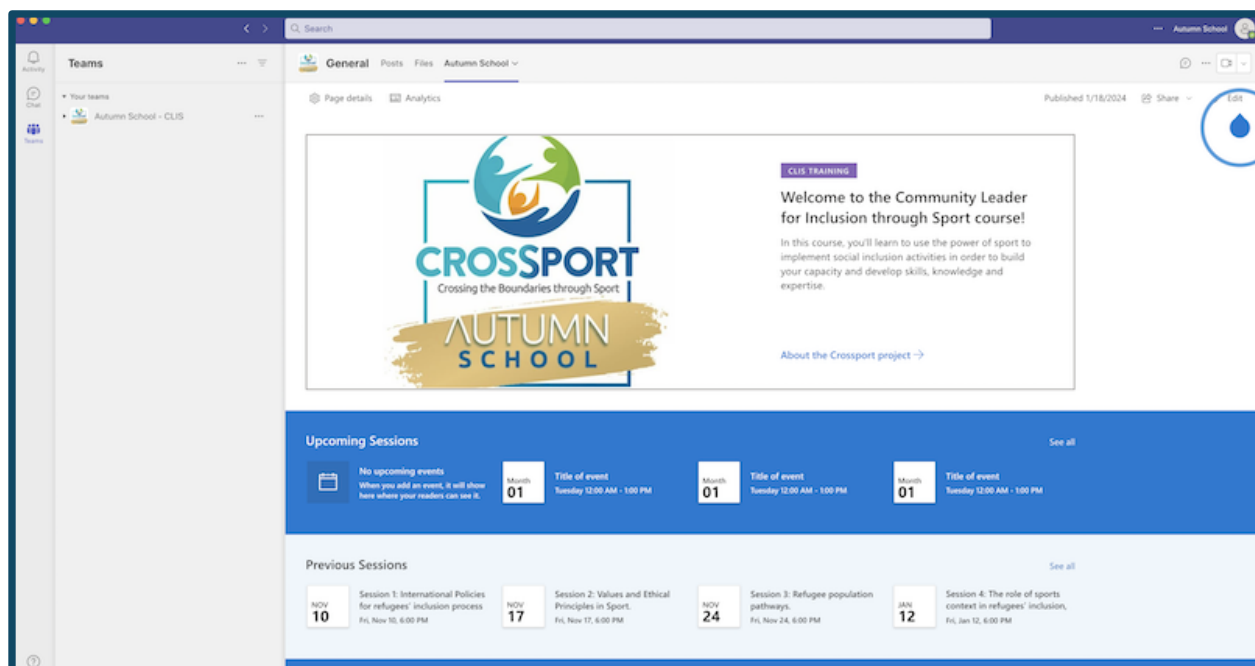 Search
Autumn School
Activity
Chat
Teams
Teams
Your teams
Autumn School - CLIS
General Posts Files Autumn School
Page details Analytics
Published 1/18/2024 Share Edit
CROSSPORT
Crossing the Boundaries through Sport
AUTUMN
SCHOOL
CLIS TRAINING
Welcome to the Community Leader
for Inclusion through Sport course!
In this course, you'll learn to use the power of sport to
implement social inclusion activities in order to build
your capacity and develop skills, knowledge and
expertise.
About the Crossport project
Upcoming Sessions
See all
No upcoming events
When you add an event, it will show
here where your readers can see it.
Month
01
Title of event
Tuesday 12:00 AM - 1:00 PM
Month
01
Title of event
Tuesday 12:00 AM - 1:00 PM
Month
01
Title of event
Tuesday 12:00 AM - 1:00 PM
Previous Sessions
See all
NOV
10
Session 1: International Policies
for refugees' inclusion process
Fri, Nov 10, 6:00 PM
NOV
17
Session 2: Values and Ethical
Principles in Sport.
Fri, Nov 17, 6:00 PM
NOV
24
Session 3: Refugee population
pathways.
Fri, Nov 24, 6:00 PM
JAN
12
Session 4: The role of sports
context in refugees' inclusion,
Fri, Jan 12, 6:00 PM